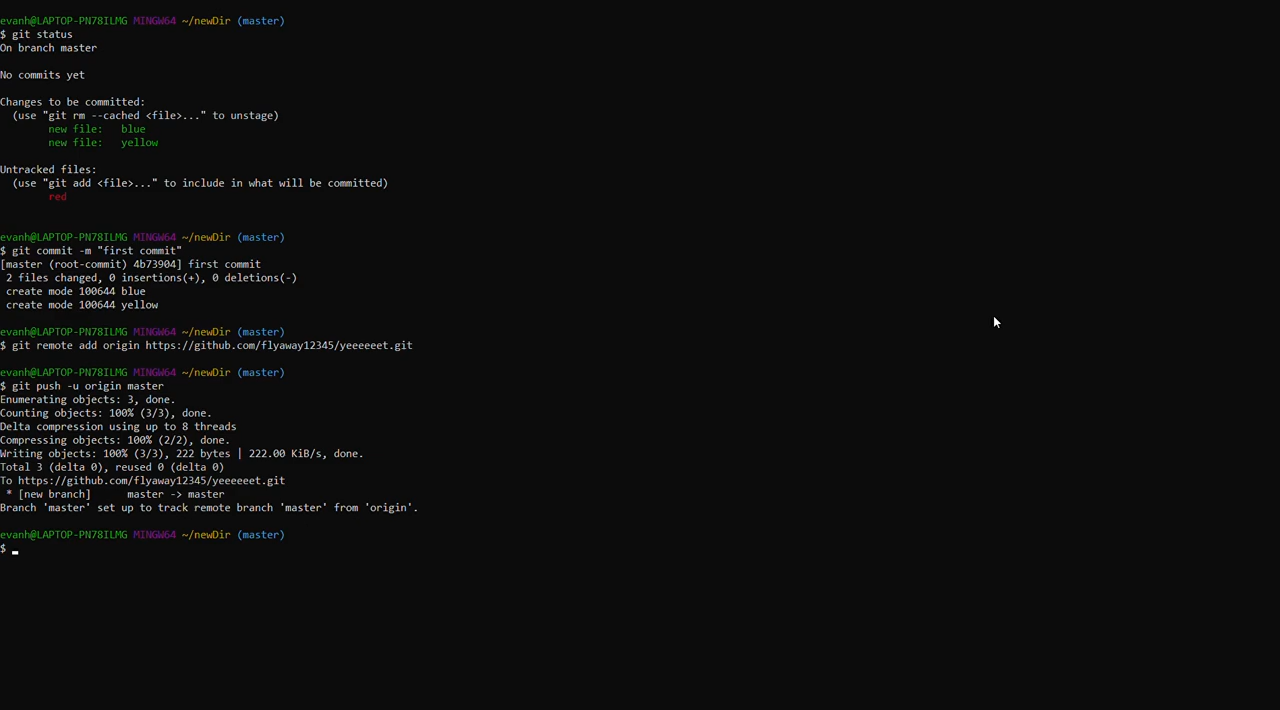 evanh@LAPTOP-PN78ILMG MINGW64 ~/newDir (master)
$ git status
On branch master
No commits yet
Changes to be committed:
  (use "git rm --cached <file>..." to unstage)
        new file:   blue
        new file:   yellow
Untracked files:
  (use "git add <file>..." to include in what will be committed)
        red
evanh@LAPTOP-PN78ILMG MINGW64 ~/newDir (master)
$ git commit -m "first commit"
[master (root-commit) 4b73904] first commit
 2 files changed, 0 insertions(+), 0 deletions(-)
 create mode 100644 blue
 create mode 100644 yellow
evanh@LAPTOP-PN78ILMG MINGW64 ~/newDir (master)
$ git remote add origin https://github.com/flyaway12345/yeeeeeet.git
evanh@LAPTOP-PN78ILMG MINGW64 ~/newDir (master)
$ git push -u origin master
Enumerating objects: 3, done.
Counting objects: 100% (3/3), done.
Delta compression using up to 8 threads
Compressing objects: 100% (2/2), done.
Writing objects: 100% (3/3), 222 bytes | 222.00 KiB/s, done.
Total 3 (delta 0), reused 0 (delta 0)
To https://github.com/flyaway12345/yeeeeeet.git
 * [new branch]      master -> master
Branch 'master' set up to track remote branch 'master' from 'origin'.
evanh@LAPTOP-PN78ILMG MINGW64 ~/newDir (master)
$